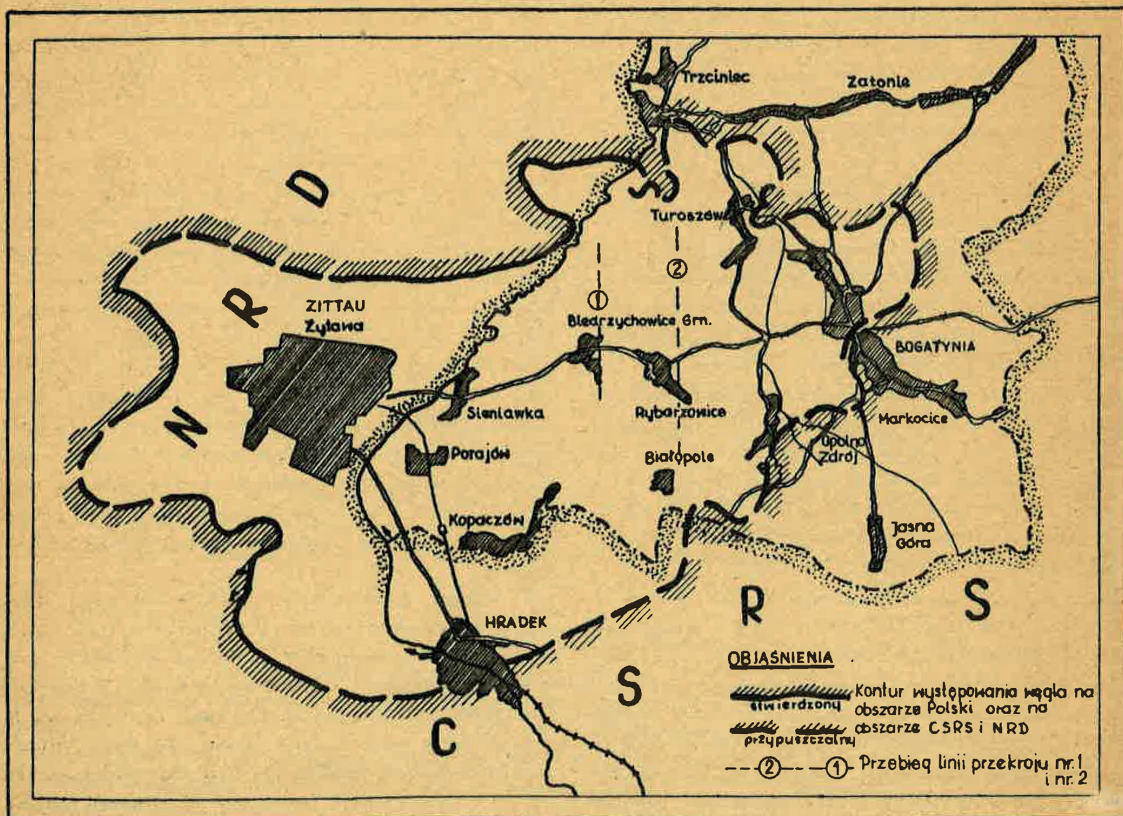 Trzciniec
Zatonie
D
Turoszów
R
ZITTAU
Żytawa
②
①
Biedrzychowice Grn.
BOGATYNIA
N
Sieniawka
Rybarzowice
Markocice
Porajów
Białopole
Opolno
Zdrój
Kopaczów
Jasna
Góra
HRADEK
R
S
S
C
OBJAŚNIENIA
stwierdzony
Kontur występowania węgla na
obszarze Polski oraz na
obszarze CSRS i NRD
przypuszczalny
② ① Przebieg linii przekroju nr. 1
i nr. 2